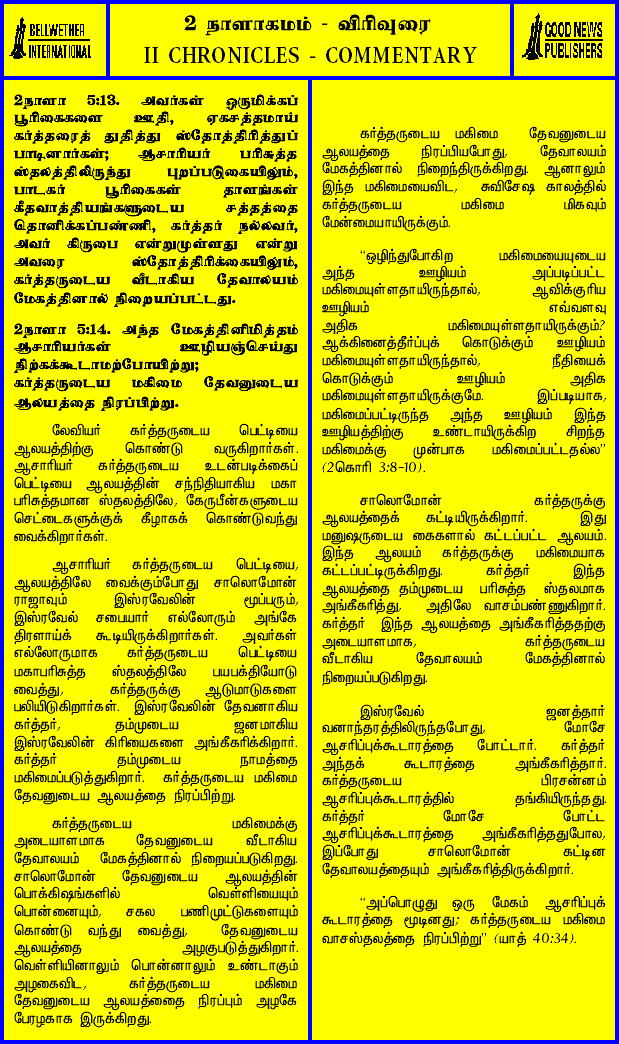 BELLWETHER
INTERNATIONAL
2 நாளாகமம் - விரிவுரை
II CHRONICLES - COMMENTARY
GOOD NEWS
PUBLISHERS
2நாளா 5:13. அவர்கள் ஒருமிக்கப்
பூரிகைகளை ஊதி, ஏகசத்தமாய்
கர்த்தரைத் துதித்து ஸ்தோத்திரித்துப்
பாடினார்கள்; ஆசாரியர் பரிசுத்த
ஸ்தலத்திலிருந்து புறப்படுகையிலும்,
பாடகர் பூரிகைகள் தாளங்கள்
கீதவாத்தியங்களுடைய சத்தத்தை
தொனிக்கப்பண்ணி, கர்த்தர் நல்லவர்,
அவர் கிருபை என்றுமுள்ளது என்று
அவரை ஸ்தோத்திரிக்கையிலும்,
கர்த்தருடைய வீடாகிய தேவாலயம்
மேகத்தினால் நிறையப்பட்டது.
2நாளா 5:14. அந்த மேகத்தினிமித்தம்
ஆசாரியர்கள் ஊழியஞ்செய்து
நிற்கக்கூடாமற்போயிற்று;
கர்த்தருடைய மகிமை தேவனுடைய
ஆலயத்தை நிரப்பிற்று.
லேவியர் கர்த்தருடைய பெட்டியை
ஆலயத்திற்கு கொண்டு வருகிறார்கள்.
ஆசாரியர் கர்த்தருடைய உடன்படிக்கைப்
பெட்டியை ஆலயத்தின் சந்நிதியாகிய மகா
பரிசுத்தமான ஸ்தலத்திலே, கேருபீன்களுடைய
செட்டைகளுக்குக் கீழாகக் கொண்டுவந்து
வைக்கிறார்கள்.
ஆசாரியர் கர்த்தருடைய பெட்டியை,
ஆலயத்திலே வைக்கும்போது சாலொமோன்
ராஜாவும் இஸ்ரவேலின் மூப்பரும்,
இஸ்ரவேல் சபையார் எல்லோரும் அங்கே
திரளாய்க் கூடியிருக்கிறார்கள். அவர்கள்
எல்லோருமாக கர்த்தருடைய பெட்டியை
மகாபரிசுத்த ஸ்தலத்திலே பயபக்தியோடு
வைத்து, கர்த்தருக்கு ஆடுமாடுகளை
பலியிடுகிறார்கள். இஸ்ரவேலின் தேவனாகிய
கர்த்தர், தம்முடைய ஜனமாகிய
இஸ்ரவேலின் கிரியைகளை அங்கீகரிக்கிறார்.
கர்த்தர் தம்முடைய நாமத்தை
மகிமைப்படுத்துகிறார். கர்த்தருடைய மகிமை
தேவனுடைய ஆலயத்தை நிரப்பிற்று.
கர்த்தருடைய மகிமைக்கு
அடையாளமாக தேவனுடைய வீடாகிய
தேவாலயம் மேகத்தினால் நிறையப்படுகிறது.
சாலொமோன் தேவனுடைய ஆலயத்தின்
பொக்கிஷங்களில் வெள்ளியையும்
பொன்னையும், சகல பணிமுட்டுகளையும்
கொண்டு வந்து வைத்து, தேவனுடைய
ஆலயத்தை அழகுபடுத்துகிறார்.
வெள்ளியினாலும் பொன்னாலும் உண்டாகும்
அழகைவிட, கர்த்தருடைய மகிமை
தேவனுடைய ஆலயத்தைை நிரப்பும் அழகே
பேரழகாக இருக்கிறது.
கர்த்தருடைய மகிமை தேவனுடைய
ஆலயத்தை நிரப்பியபோது, தேவாலயம்
மேகத்தினால் நிறைந்திருக்கிறது. ஆனாலும்
இந்த மகிமையைவிட, சுவிசேஷ காலத்தில்
கர்த்தருடைய மகிமை மிகவும்
மேன்மையாயிருக்கும்.
"ஒழிந்துபோகிற மகிமையையுடைய
அந்த ஊழியம் அப்படிப்பட்ட
மகிமையுள்ளதாயிருந்தால், ஆவிக்குரிய
ஊழியம் எவ்வளவு
அதிக மகிமையுள்ளதாயிருக்கும்?
ஆக்கினைத்தீர்ப்புக் கொடுக்கும் ஊழியம்
மகிமையுள்ளதாயிருந்தால், நீதியைக்
கொடுக்கும் ஊழியம் அதிக
மகிமையுள்ளதாயிருக்குமே. இப்படியாக,
மகிமைப்பட்டிருந்த அந்த ஊழியம் இந்த
ஊழியத்திற்கு உண்டாயிருக்கிற சிறந்த
மகிமைக்கு முன்பாக மகிமைப்பட்டதல்ல"
(2கொரி 3:8-10).
சாலொமோன் கர்த்தருக்கு
ஆலயத்தைக் கட்டியிருக்கிறார். இது
மனுஷருடைய கைகளால் கட்டப்பட்ட ஆலயம்.
இந்த ஆலயம் கர்த்தருக்கு மகிமையாக
கட்டப்பட்டிருக்கிறது. கர்த்தர் இந்த
ஆலயத்தை தம்முடைய பரிசுத்த ஸ்தலமாக
அங்கீகரித்து, அதிலே வாசம்பண்ணுகிறார்.
கர்த்தர் இந்த ஆலயத்தை அங்கீகரித்ததற்கு
அடையாளமாக, கர்த்தருடைய
வீடாகிய தேவாலயம் மேகத்தினால்
நிறையப்படுகிறது.
இஸ்ரவேல் ஜனத்தார்
வனாந்தரத்திலிருந்தபோது, மோசே
ஆசரிப்புக்கூடாரத்தை போட்டார். கர்த்தர்
அந்தக் கூடாரத்தை அங்கீகரித்தார்.
கர்த்தருடைய பிரசன்னம்
ஆசரிப்புக்கூடாரத்தில் தங்கியிருந்தது.
கர்த்தர் மோசே போட்ட
ஆசரிப்புக்கூடாரத்தை அங்கீகரித்ததுபோல,
இப்போது சாலொமோன் கட்டின
தேவாலயத்தையும் அங்கீகரித்திருக்கிறார்.
"அப்பொழுது ஒரு மேகம் ஆசரிப்புக்
கூடாரத்தை மூடினது; கர்த்தருடைய மகிமை
வாசஸ்தலத்தை நிரப்பிற்று" (யாத் 40:34).